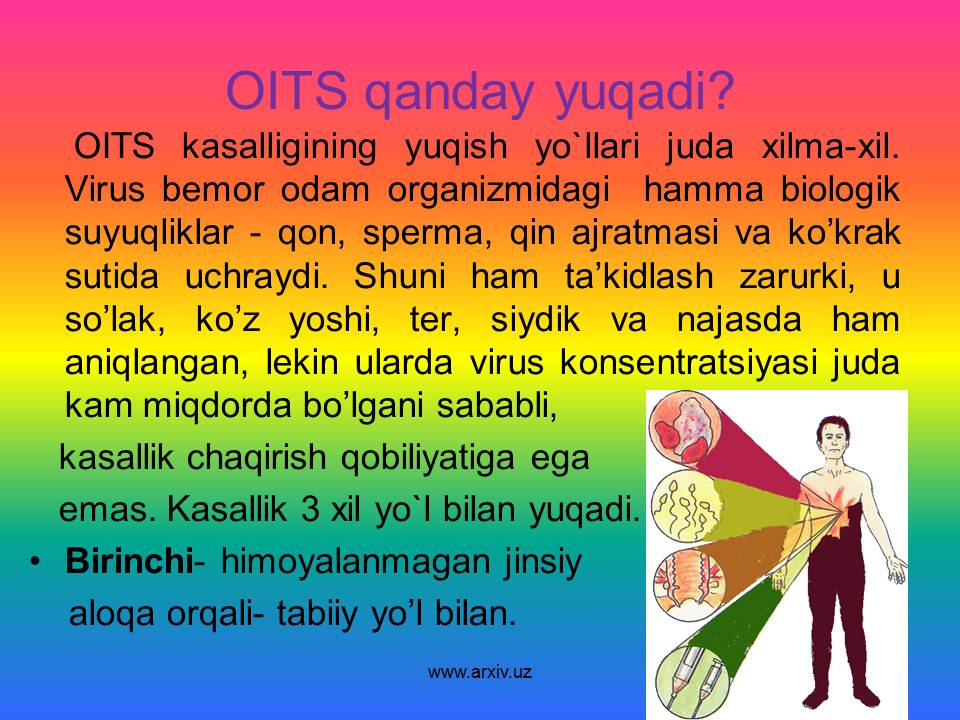 OITS qanday yuqadi?
OITS kasalligining yuqish yo`llari juda xilma-xil.
Virus bemor odam organizmidagi hamma biologik
suyuqliklar - qon, sperma, qin ajratmasi va ko’krak
sutida uchraydi. Shuni ham ta’kidlash zarurki, u
so’lak, ko’z yoshi, ter, siydik va najasda ham
aniqlangan, lekin ularda virus konsentratsiyasi juda
kam miqdorda bo’lgani sababli,
kasallik chaqirish qobiliyatiga ega
emas. Kasallik 3 xil yo`l bilan yuqadi.
• Birinchi- himoyalanmagan jinsiy
aloqa orqali- tabiiy yo’l bilan.
www.arxiv.uz